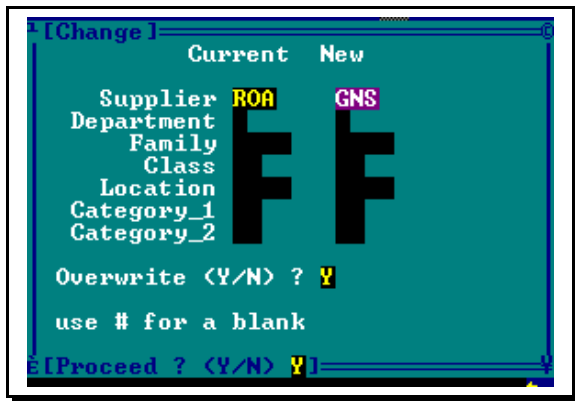 [Change]
Current New
Supplier ROA GNS
Department
Family
Class
Location
Category_1
Category_2
Overwrite (Y/N) ? Y
use # for a blank
[Proceed ? (Y/N) Y]